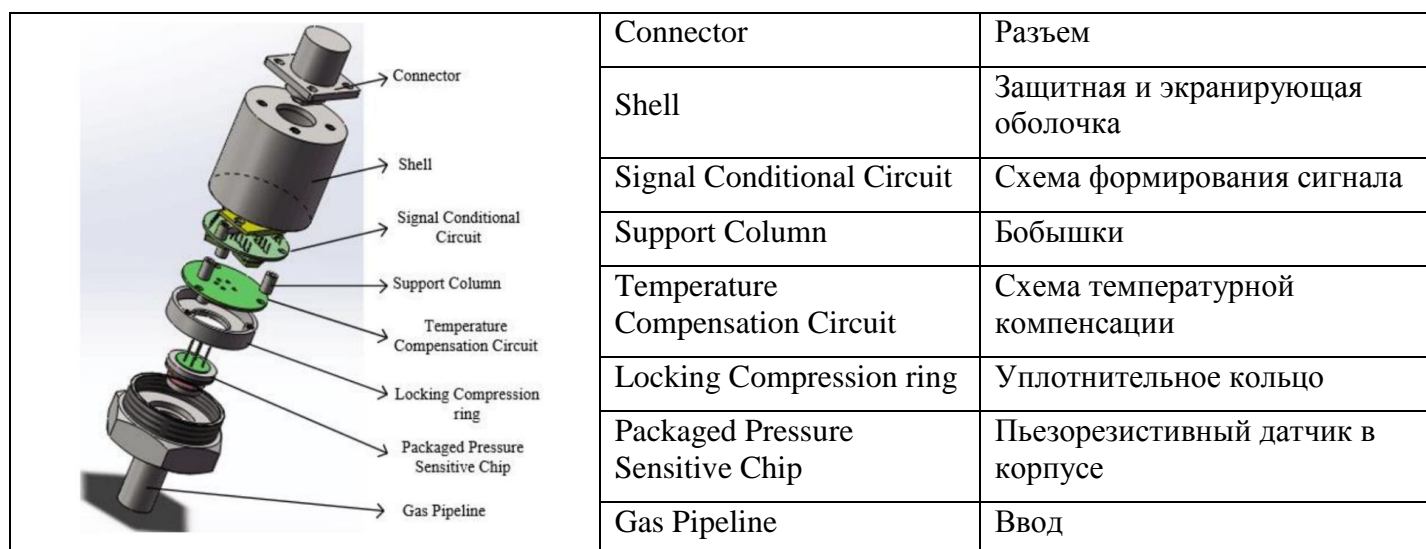 Connector
Shell
Signal Conditional
Circuit
Support Column
Temperature
Compensation Circuit
Locking Compression
ring
Packaged Pressure
Sensitive Chip
Gas Pipeline
Connector
Разъем
Shell
Защитная и экранирующая
оболочка
Signal Conditional Circuit
Схема формирования сигнала
Support Column
Бобышки
Temperature
Compensation Circuit
Схема температурной
компенсации
Locking Compression ring
Уплотнительное кольцо
Packaged Pressure
Sensitive Chip
Пьезорезистивный датчик в
корпусе
Gas Pipeline
Ввод